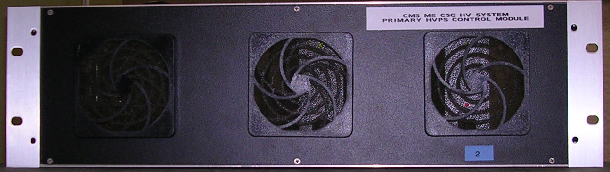 CMS ME CSC HV SYSTEM
PRIMARY HVPS CONTROL MODULE
2